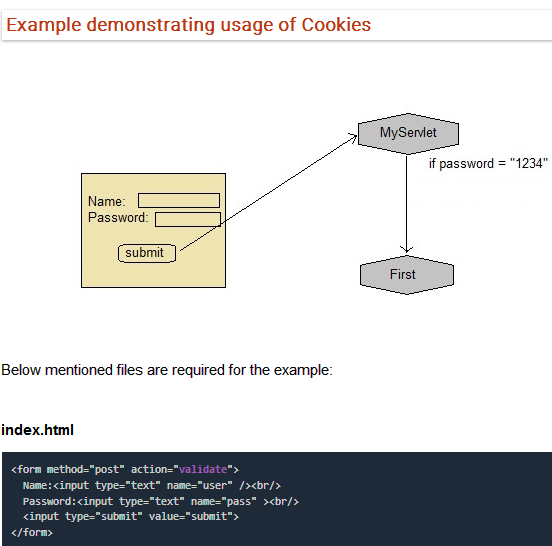 Example demonstrating usage of Cookies
MyServlet
if password = "1234"
Name:
Password:
submit
First
Below mentioned files are required for the example:
index.html
<form method="post" action="validate">
Name:<input type="text" name="user" /><br/>
Password:<input type="text" name="pass" ><br/>
<input type="submit" value="submit">
</form>